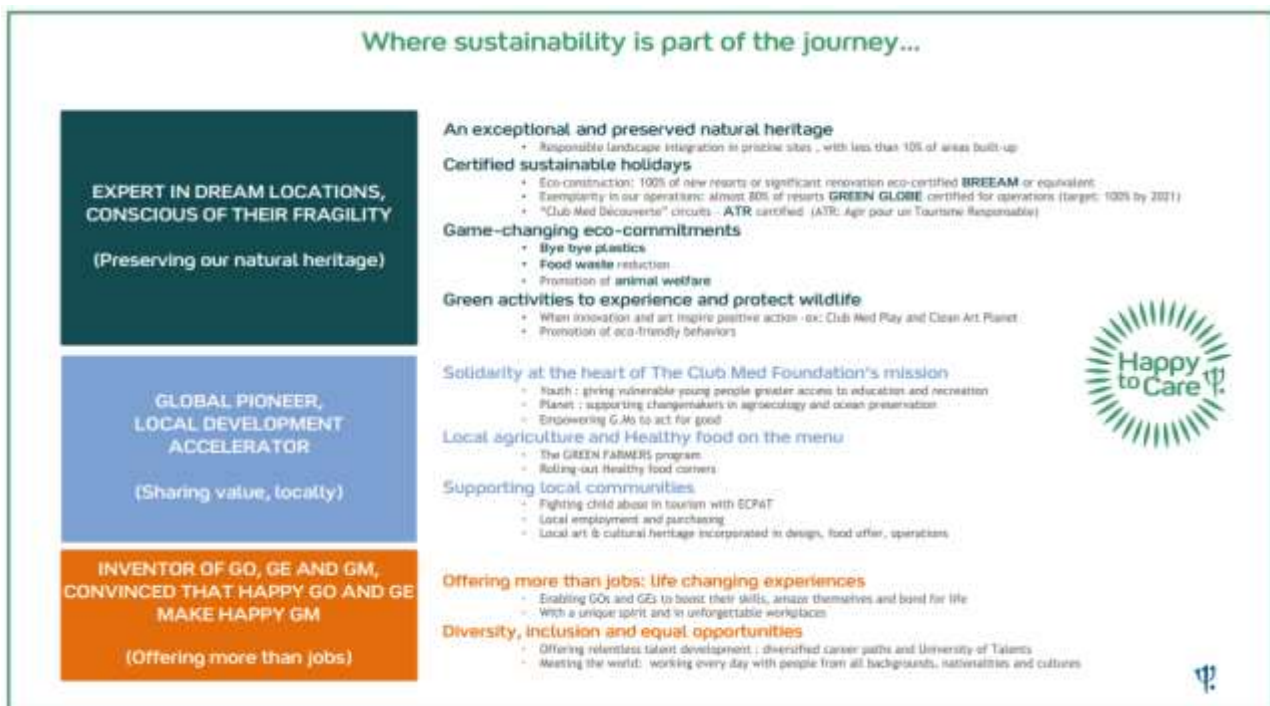 Where sustainability is part of the journey...
EXPERT IN DREAM LOCATIONS,
CONSCIOUS OF THEIR FRAGILITY
(Preserving our natural heritage)
An exceptional and preserved natural heritage
• Responsible landscape integration in pristine sites , with less than 10% of areas built-up
Certified sustainable holidays
• Eco-construction: 100% of new resorts or significant renovation eco-certified BREEAM or equivalent
• Exemplarity in our operations: almost 80% of resorts GREEN GLOBE certified for operations (target: 100% by 2021)
• "Club Med Découverte" circuits - ATR certified (ATR: Agir pour un Tourisme Responsable)
Game-changing eco-commitments
• Bye bye plastics
• Food waste reduction
• Promotion of animal welfare
Green activities to experience and protect wildlife
• When innovation and art inspire positive action -ex: Club Med Play and Clean Art Planet
• Promotion of eco-friendly behaviors
GLOBAL PIONEER,
LOCAL DEVELOPMENT
ACCELERATOR
(Sharing value, locally)
Solidarity at the heart of The Club Med Foundation's mission
• Youth : giving vulnerable young people greater access to education and recreation
• Planet : supporting changemakers in agroecology and ocean preservation
• Empowering G.Ms to act for good
Local agriculture and Healthy food on the menu
• The GREEN FARMERS program
• Rolling-out Healthy food corners
Supporting local communities
• Fighting child abuse in tourism with ECPAT
• Local employment and purchasing
• Local art & cultural heritage incorporated in design, food offer, operations
INVENTOR OF GO, GE AND GM,
CONVINCED THAT HAPPY GO AND GE
MAKE HAPPY GM
(Offering more than jobs)
Offering more than jobs: life changing experiences
• Enabling GOs and GEs to boost their skills, amaze themselves and bond for life
• With a unique spirit and in unforgettable workplaces
Diversity, inclusion and equal opportunities
• Offering relentless talent development : diversified career paths and University of Talents
• Meeting the world: working every day with people from all backgrounds, nationalities and cultures
Happy
to Care